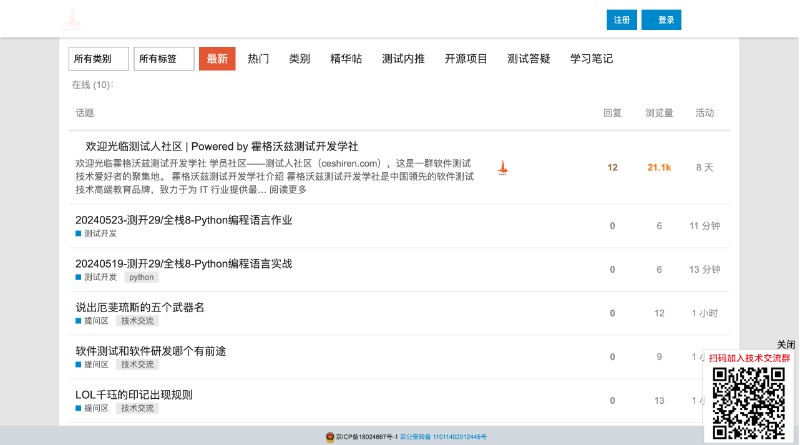 注册 登录
所有类别 所有标签 最新 热门 类别 精华帖 测试内推 开源项目 测试答疑 学习笔记
在线 (10):
话题 回复 浏览量 活动
欢迎光临测试人社区 | Powered by 霍格沃兹测试开发学社
欢迎光临霍格沃兹测试开发学社 学员社区——测试人社区（ceshiren.com），这是一群软件测试
技术爱好者的聚集地。 霍格沃兹测试开发学社介绍 霍格沃兹测试开发学社是中国领先的软件测试
技术高端教育品牌，致力于为 IT 行业提供最… 阅读更多
12 21.1k 8 天
20240523-测开29/全栈8-Python编程语言作业
测试开发
0 6 11 分钟
20240519-测开29/全栈8-Python编程语言实战
测试开发 python
0 6 13 分钟
说出厄斐琉斯的五个武器名
提问区 技术交流
0 12 1 小时
软件测试和软件研发哪个有前途
提问区 技术交流
0 9 1
LOL千珏的印记出现规则
提问区 技术交流
0 13 1
关闭
扫码加入技术交流群
京ICP备18024667号-1 京公安网备 11011402012445号